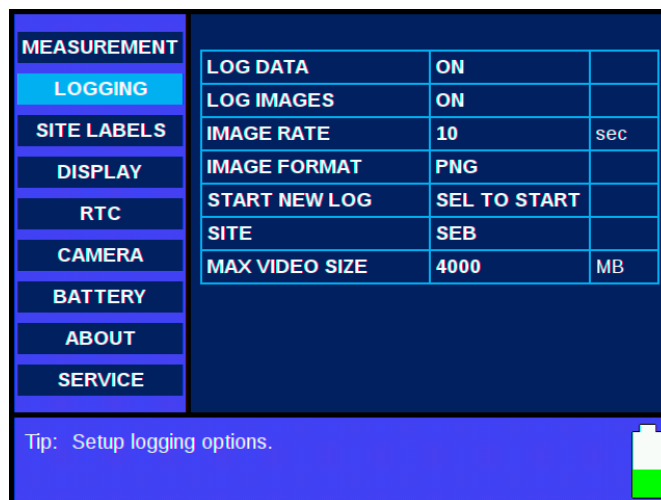 MEASUREMENT
LOGGING
SITE LABELS
DISPLAY
RTC
CAMERA
BATTERY
ABOUT
SERVICE
LOG DATA ON
LOG IMAGES ON
IMAGE RATE 10 sec
IMAGE FORMAT PNG
START NEW LOG SEL TO START
SITE SEB
MAX VIDEO SIZE 4000 MB
Tip: Setup logging options.